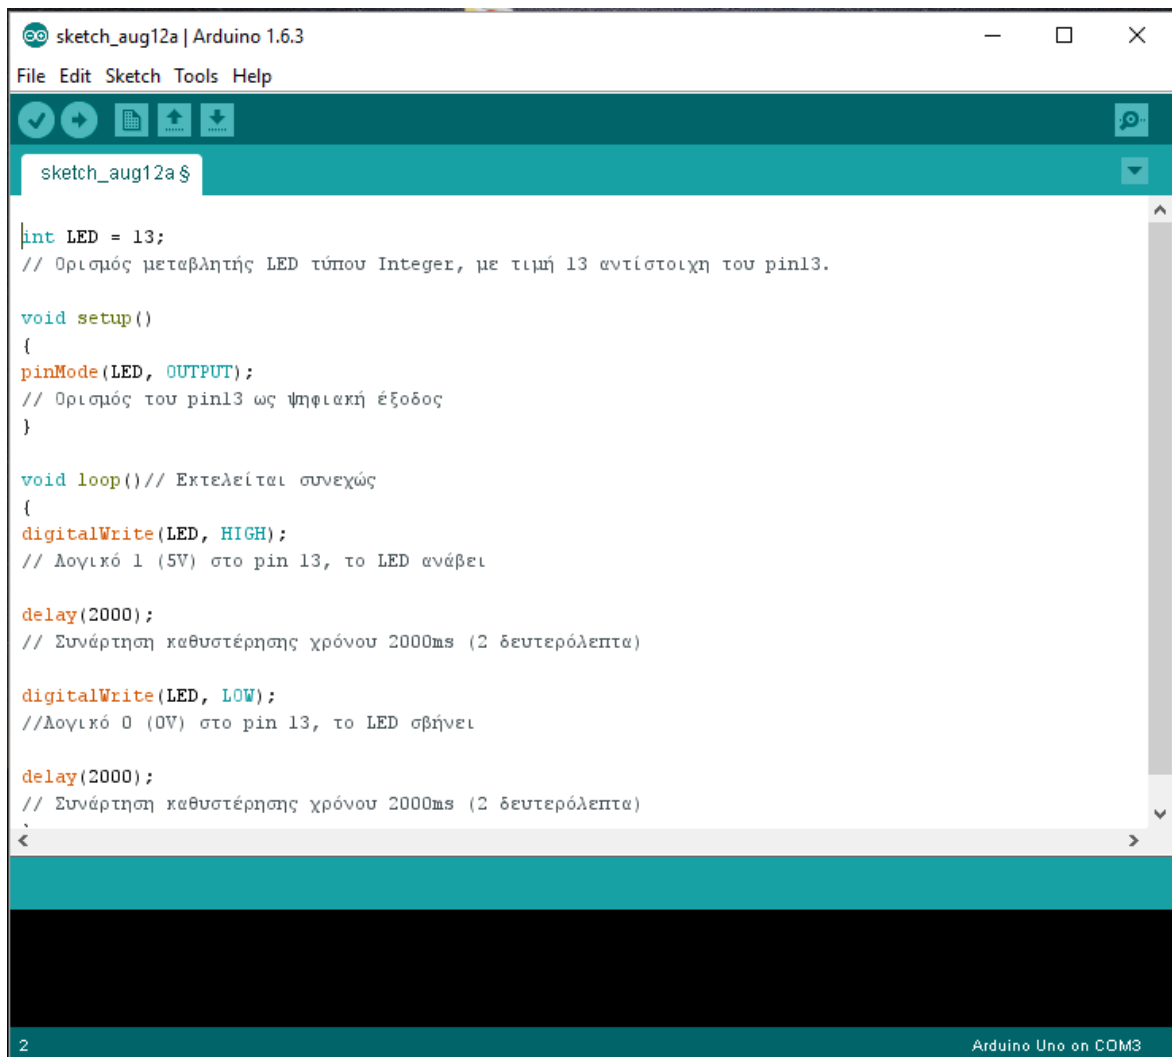 sketch_aug12a | Arduino 1.6.3
File Edit Sketch Tools Help
sketch_aug12a §
int LED = 13;
// Ορισμός μεταβλητής LED τύπου Integer, με τιμή 13 αντίστοιχη του pin13.
void setup()
{
pinMode(LED, OUTPUT);
// Ορισμός του pin13 ως ψηφιακή έξοδος
}
void loop()// Εκτελείται συνεχώς
{
digitalWrite(LED, HIGH);
// Λογικό 1 (5V) στο pin 13, το LED ανάβει
delay(2000);
// Συνάρτηση καθυστέρησης χρόνου 2000ms (2 δευτερόλεπτα)
digitalWrite(LED, LOW);
//Λογικό 0 (0V) στο pin 13, το LED σβήνει
delay(2000);
// Συνάρτηση καθυστέρησης χρόνου 2000ms (2 δευτερόλεπτα)
2
Arduino Uno on COM3